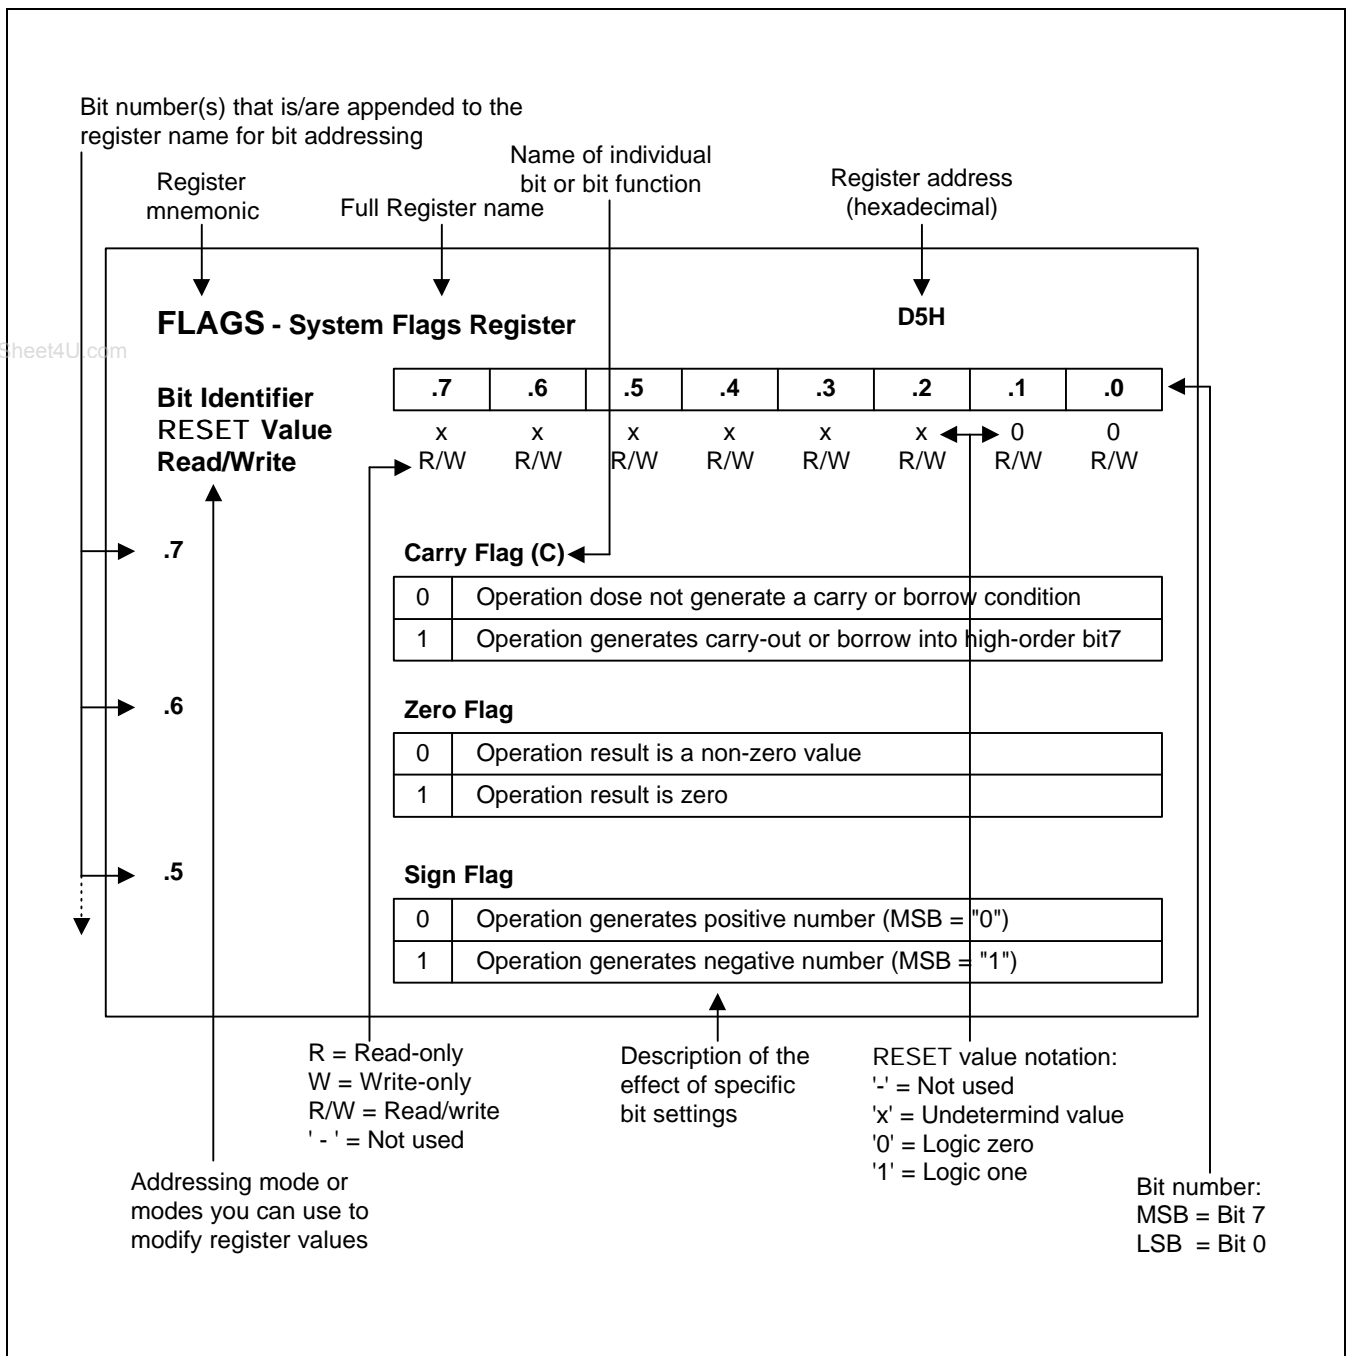 Bit number(s) that is/are appended to the
register name for bit addressing
Name of individual
bit or bit function
Register
mnemonic
Full Register name
Register address
(hexadecimal)
FLAGS - System Flags Register
D5H
Sheet4U.com
Bit Identifier
.7 .6 .5 .4 .3 .2 .1 .0
RESET Value
x x x x x x 0 0
Read/Write
R/W R/W R/W R/W R/W R/W R/W R/W
.7
Carry Flag (C)
0 Operation dose not generate a carry or borrow condition
1 Operation generates carry-out or borrow into high-order bit7
.6
Zero Flag
0 Operation result is a non-zero value
1 Operation result is zero
.5
Sign Flag
0 Operation generates positive number (MSB = "0")
1 Operation generates negative number (MSB = "1")
R = Read-only
W = Write-only
R/W = Read/write
' - ' = Not used
Description of the
effect of specific
bit settings
RESET value notation:
'-' = Not used
'x' = Undetermind value
'0' = Logic zero
'1' = Logic one
Addressing mode or
modes you can use to
modify register values
Bit number:
MSB = Bit 7
LSB = Bit 0